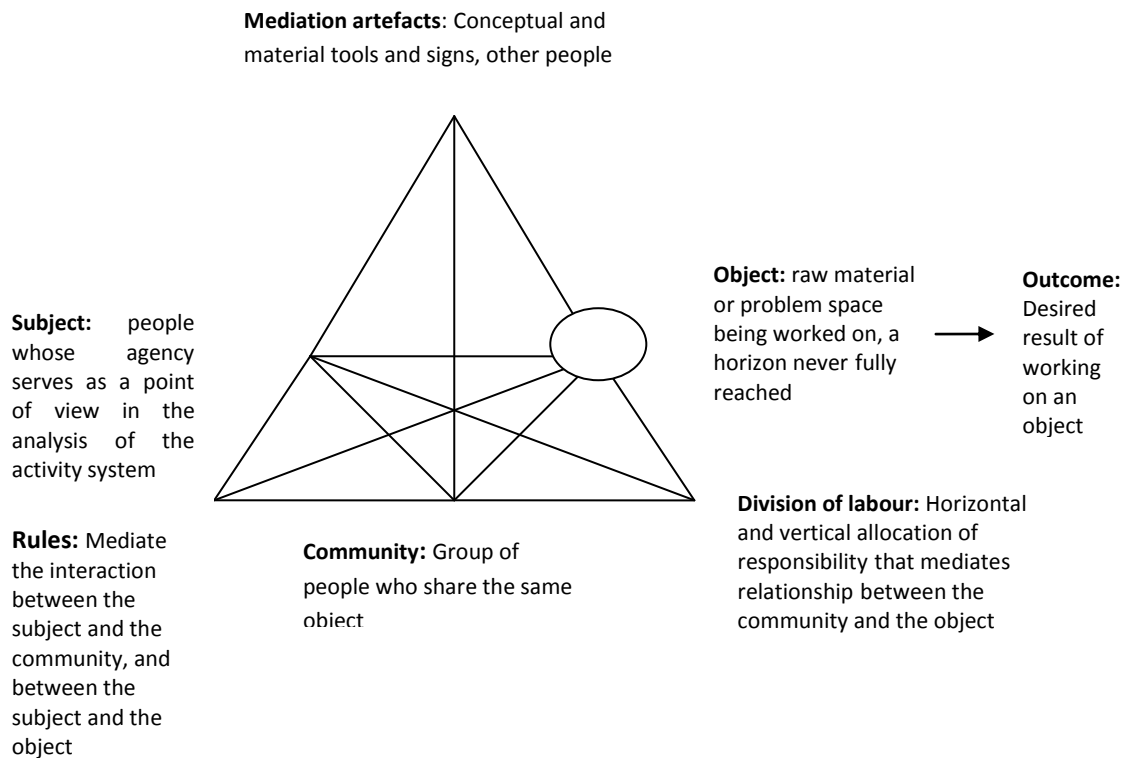 Mediation artefacts: Conceptual and
material tools and signs, other people
Subject: people
whose agency
serves as a point
of view in the
analysis of the
activity system
Object: raw material
or problem space
being worked on, a
horizon never fully
reached
Outcome:
Desired
result of
working
on an
object
Rules: Mediate
the interaction
between the
subject and the
community, and
between the
subject and the
object
Community: Group of
people who share the same
object
Division of labour: Horizontal
and vertical allocation of
responsibility that mediates
relationship between the
community and the object